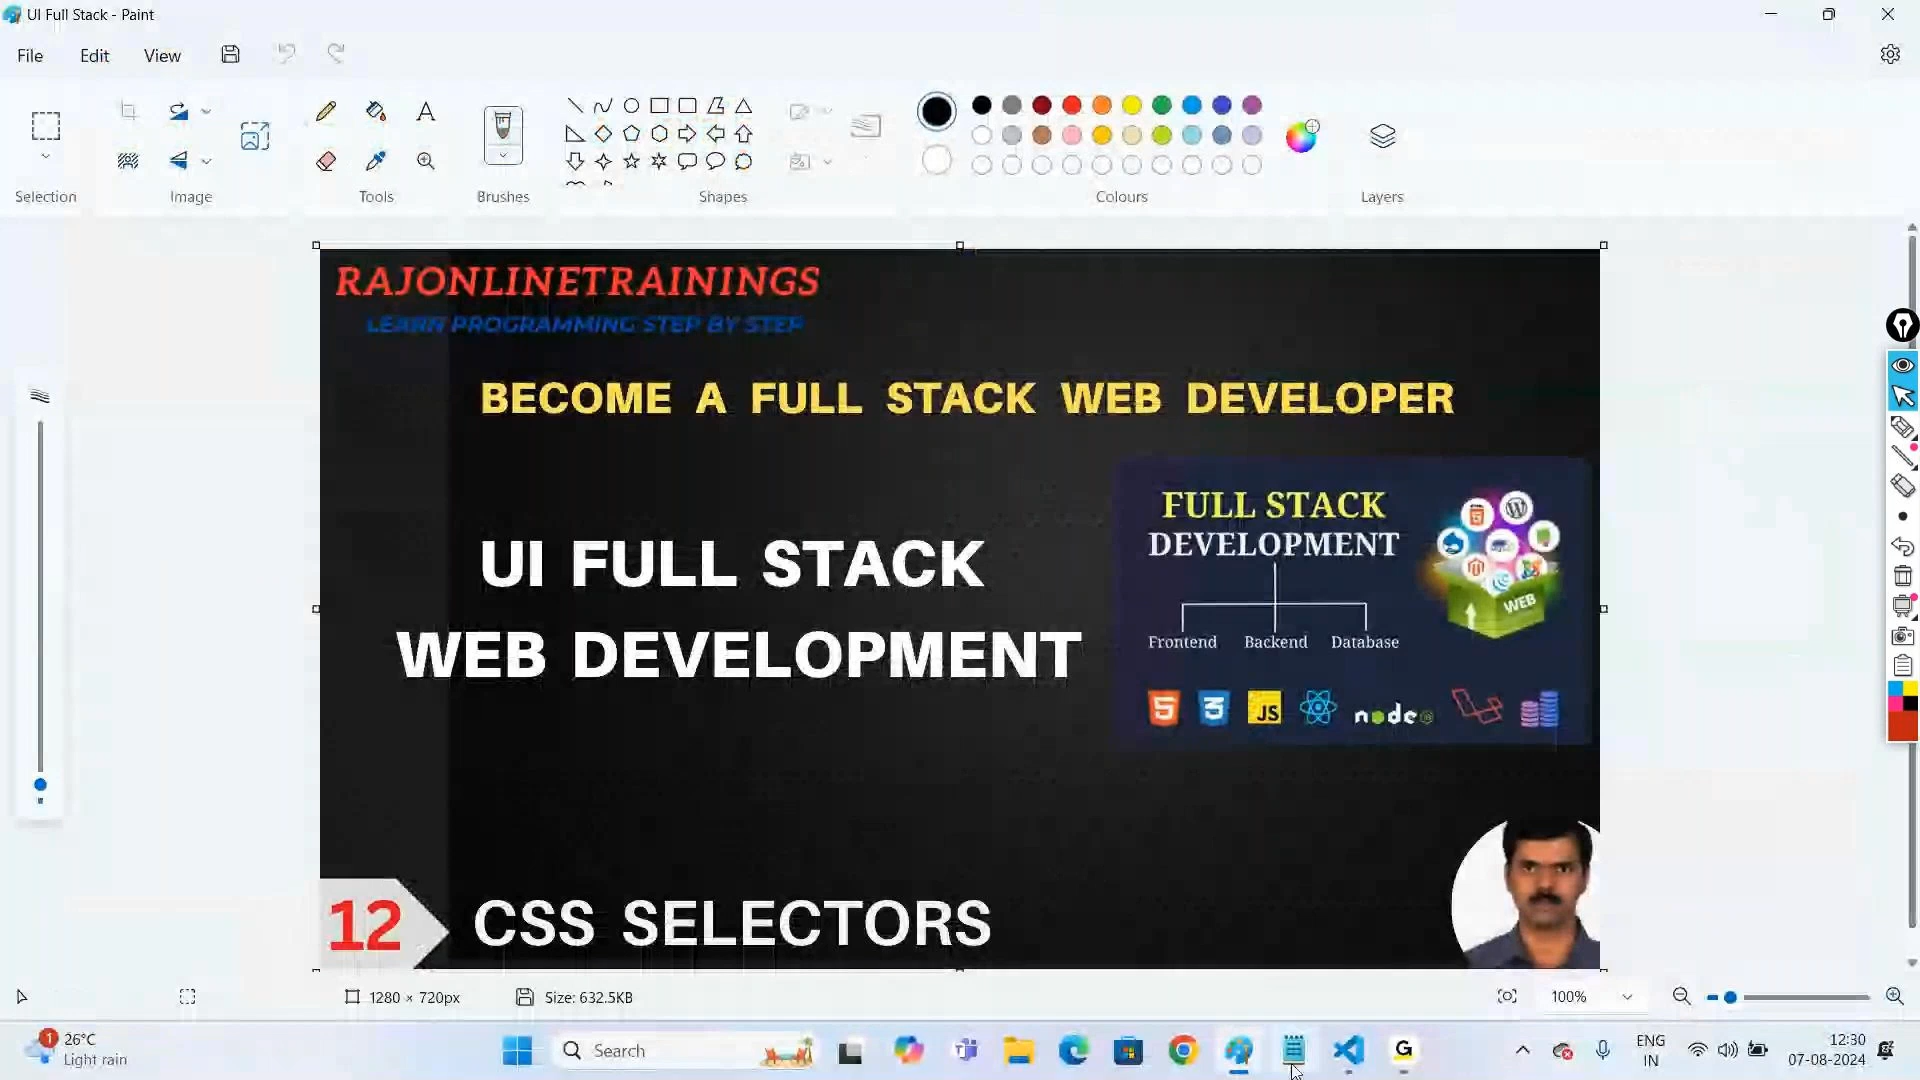 UI Full Stack - Paint
File
Edit
View
Selection
Image
Tools
Brushes
Shapes
Colours
Layers
RAJONLINETRAININGS
LEARN PROGRAMMING STEP BY STEP
BECOME A FULL STACK WEB DEVELOPER
UI FULL STACK
WEB DEVELOPMENT
FULL STACK
DEVELOPMENT
WEB
Frontend
Backend
Database
5
3
JS
node
12
CSS SELECTORS
1280 × 720px
Size: 632.5KB
100%
1
26°C
Light rain
Search
G
ENG
IN
12:30
07-08-2024